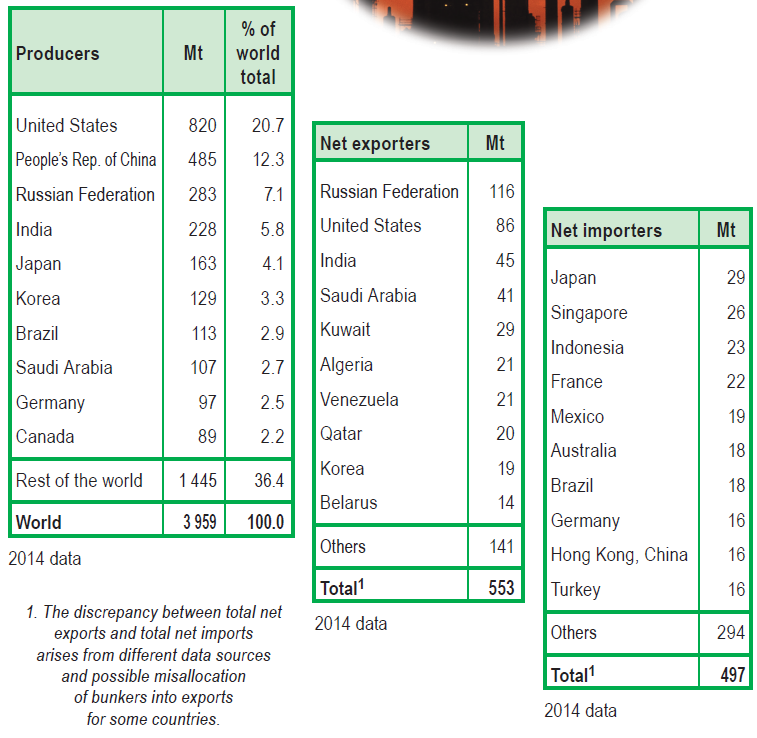 Producers Mt % of world total
United States 820 20.7
People's Rep. of China 485 12.3
Russian Federation 283 7.1
India 228 5.8
Japan 163 4.1
Korea 129 3.3
Brazil 113 2.9
Saudi Arabia 107 2.7
Germany 97 2.5
Canada 89 2.2
Rest of the world 1 445 36.4
World 3 959 100.0
2014 data
1. The discrepancy between total net
exports and total net imports
arises from different data sources
and possible misallocation
of bunkers into exports
for some countries.
Net exporters Mt
Russian Federation 116
United States 86
India 45
Saudi Arabia 41
Kuwait 29
Algeria 21
Venezuela 21
Qatar 20
Korea 19
Belarus 14
Others 141
Total1 553
2014 data
Net importers Mt
Japan 29
Singapore 26
Indonesia 23
France 22
Mexico 19
Australia 18
Brazil 18
Germany 16
Hong Kong, China 16
Turkey 16
Others 294
Total1 497
2014 data